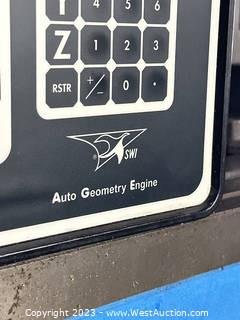 Y 4 5 6
Z 1 2 3
RSTR +/− 0 •
® SWI
Auto Geometry Engine
Copyright © 2023 - www.WestAuction.com